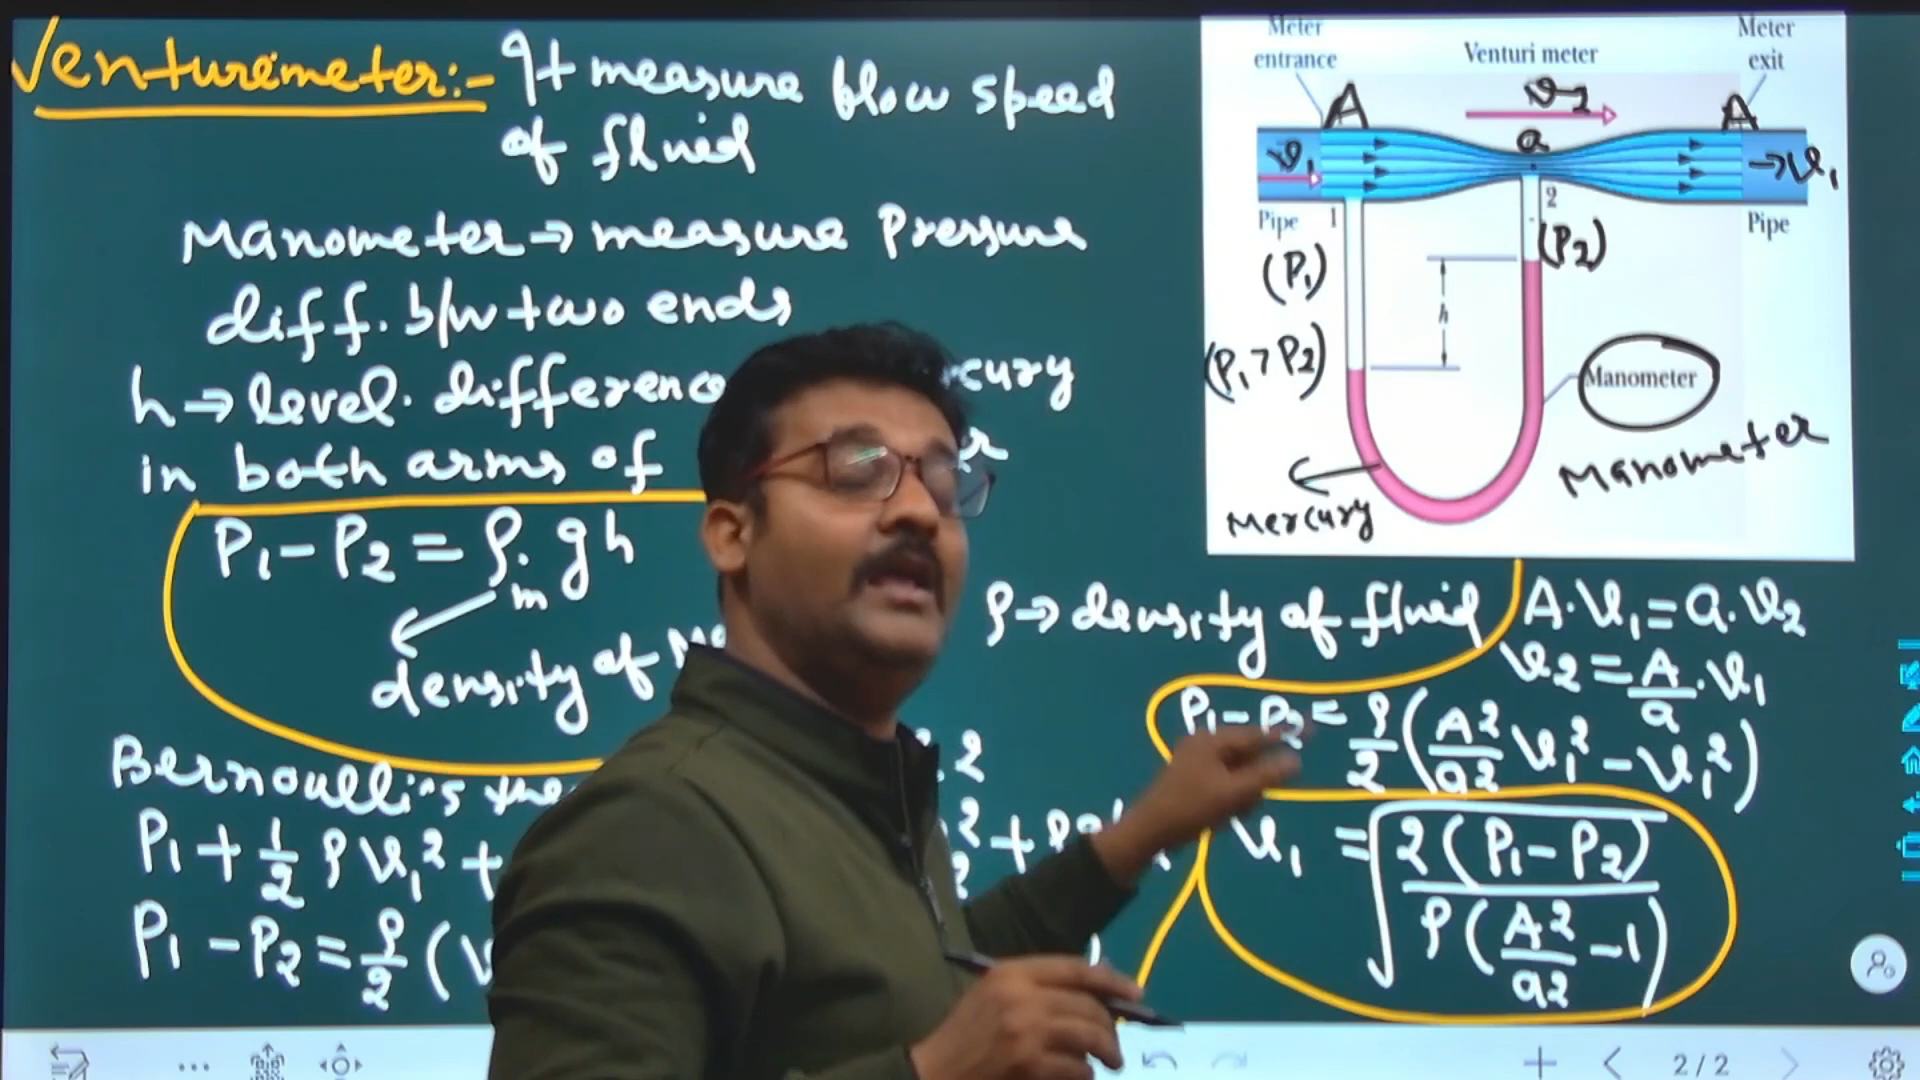 Venturimeter:- It measure flow speed
of fluid
Manometer → measure Pressure
diff. b/w two ends
h → level. difference
in both arms of
P₁ - P₂ = ρₘ. g h
density of
Bernoulli's
P₁ + 1/2 ρ v₁² +
P₁ - P₂ = ρ/2 (v
Meter
entrance
Venturi meter
Meter
exit
A
v₂
A
v₁
a
→ v₁
Pipe
1
2
Pipe
(P₁)
(P₂)
h
(P₁ > P₂)
Manometer
Manometer
Mercury
ρ → density of fluid
A. v₁ = a. v₂
v₂ = A/a . v₁
P₁ - P₂ = ρ/2 (A²/a² v₁² - v₁²)
v₁ = √(2 (P₁ - P₂) / ρ (A²/a² - 1))
2/2